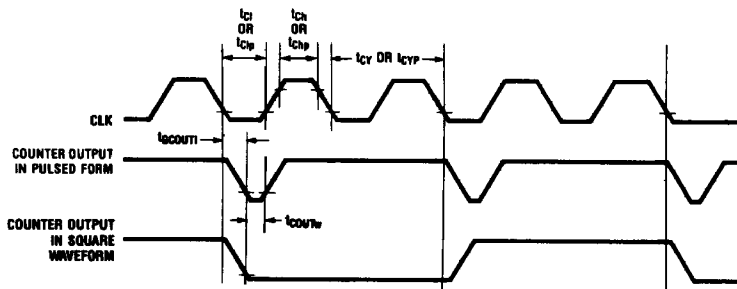 tCl
OR
tClp
tCh
OR
tChp
tCY OR tCYP
CLK
tGCOUTl
COUNTER OUTPUT
IN PULSED FORM
tCOUTw
COUNTER OUTPUT
IN SQUARE
WAVEFORM